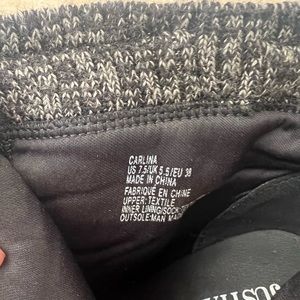 CARLINA
US 7.5/UK 5.5/EU 38
MADE IN CHINA
FABRIQUE EN CHINE
UPPER:TEXTILE
INNER LINING/SOCK:
OUTSOLE:MAN